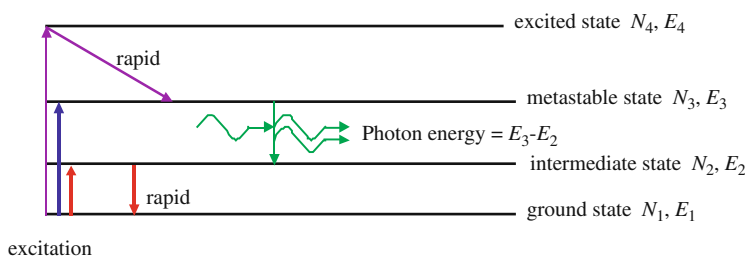 excited state N₄, E₄
rapid
metastable state N₃, E₃
Photon energy = E₃-E₂
intermediate state N₂, E₂
rapid
ground state N₁, E₁
excitation